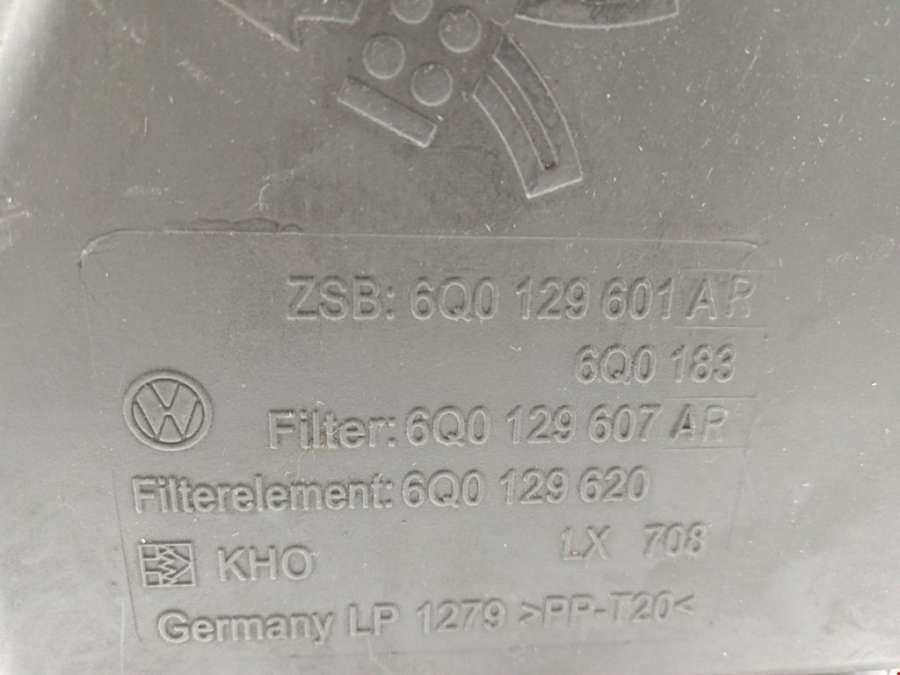 ZSB: 6Q0 129 601 AR
6Q0 183
Filter: 6Q0 129 607 AR
Filterelement: 6Q0 129 620
LX 708
KHO
Germany LP 1279 >PP-T20<